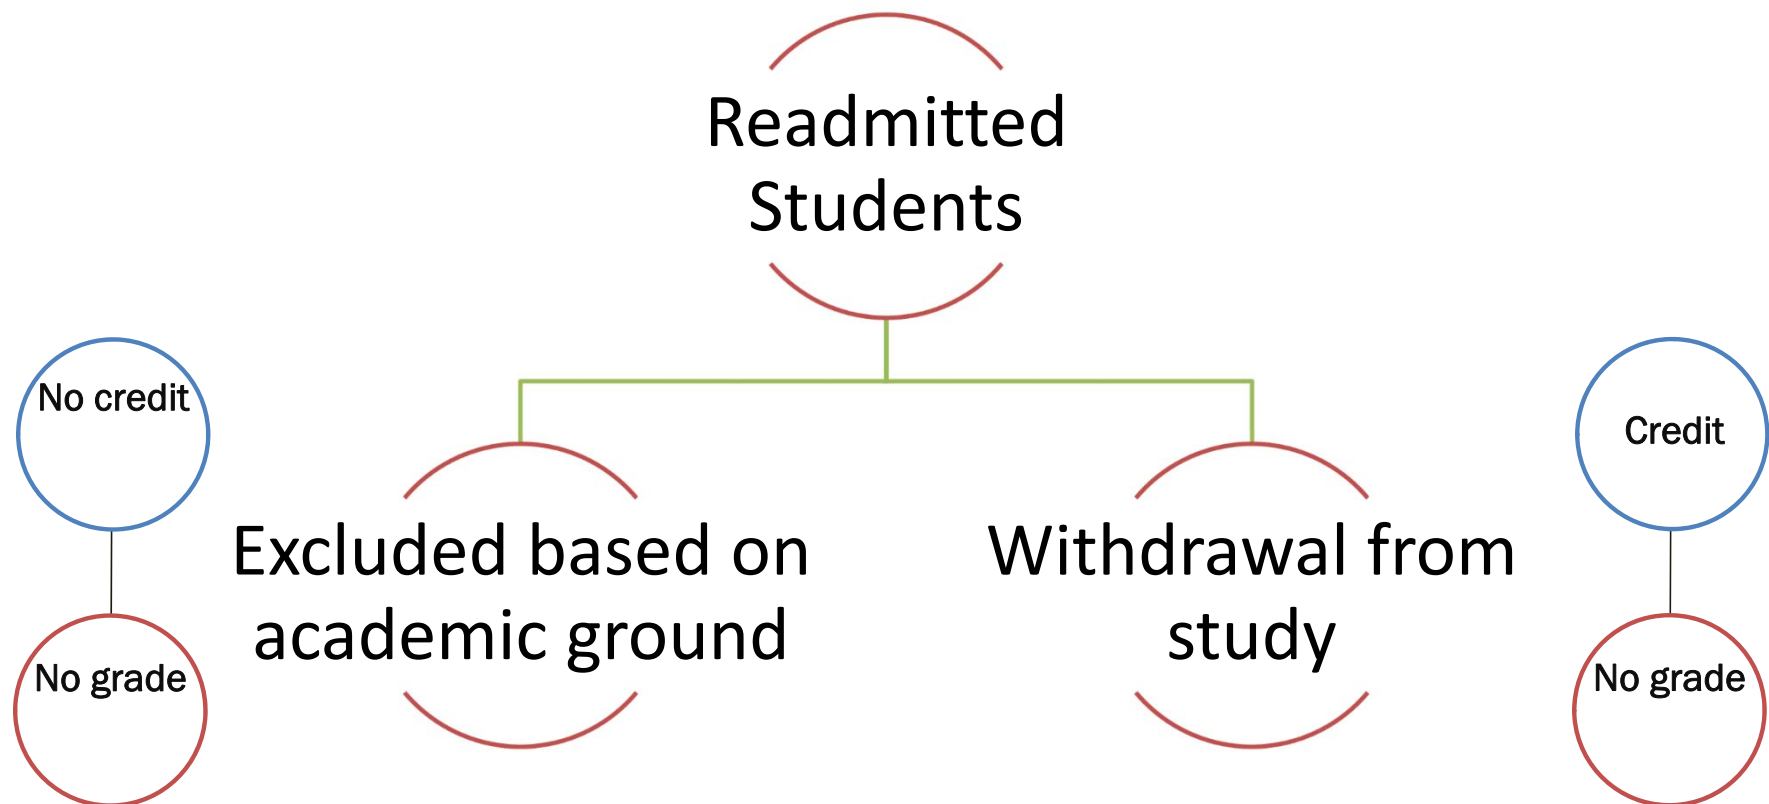 Readmitted
Students
No credit
Credit
Excluded based on
academic ground
Withdrawal from
study
No grade
No grade